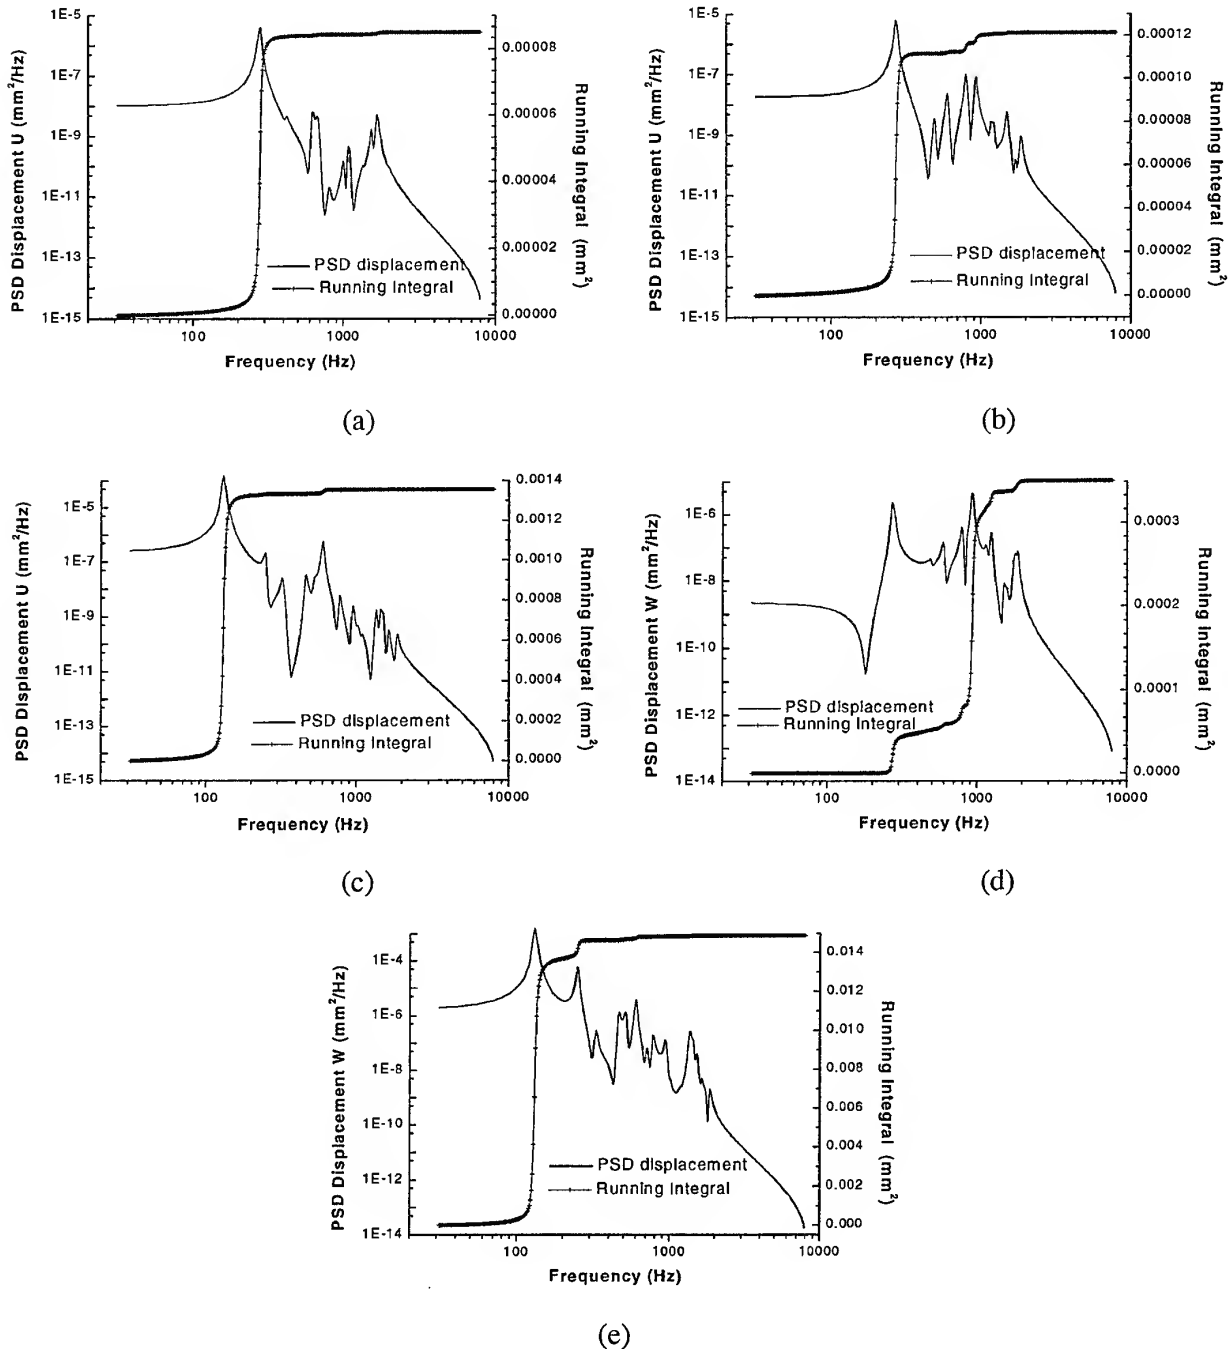 1E-5
1E-7
1E-9
1E-11
1E-13
1E-15
PSD Displacement U (mm²/Hz)
0.00008
0.00006
0.00004
0.00002
0.00000
Running Integral (mm²)
PSD displacement
Running Integral
100
1000
10000
Frequency (Hz)
(a)
1E-5
1E-7
1E-9
1E-11
1E-13
1E-15
PSD Displacement U (mm²/Hz)
0.00012
0.00010
0.00008
0.00006
0.00004
0.00002
0.00000
Running Integral (mm²)
PSD displacement
Running Integral
100
1000
10000
Frequency (Hz)
(b)
1E-5
1E-7
1E-9
1E-11
1E-13
1E-15
PSD Displacement U (mm²/Hz)
0.0014
0.0012
0.0010
0.0008
0.0006
0.0004
0.0002
0.0000
Running Integral (mm²)
PSD displacement
Running Integral
100
1000
10000
Frequency (Hz)
(c)
1E-6
1E-8
1E-10
1E-12
1E-14
PSD Displacement W (mm²/Hz)
0.0003
0.0002
0.0001
0.0000
Running Integral (mm²)
PSD displacement
Running Integral
100
1000
10000
Frequency (Hz)
(d)
1E-4
1E-6
1E-8
1E-10
1E-12
1E-14
PSD Displacement W (mm²/Hz)
0.014
0.012
0.010
0.008
0.006
0.004
0.002
0.000
Running Integral (mm²)
PSD displacement
Running Integral
100
1000
10000
Frequency (Hz)
(e)